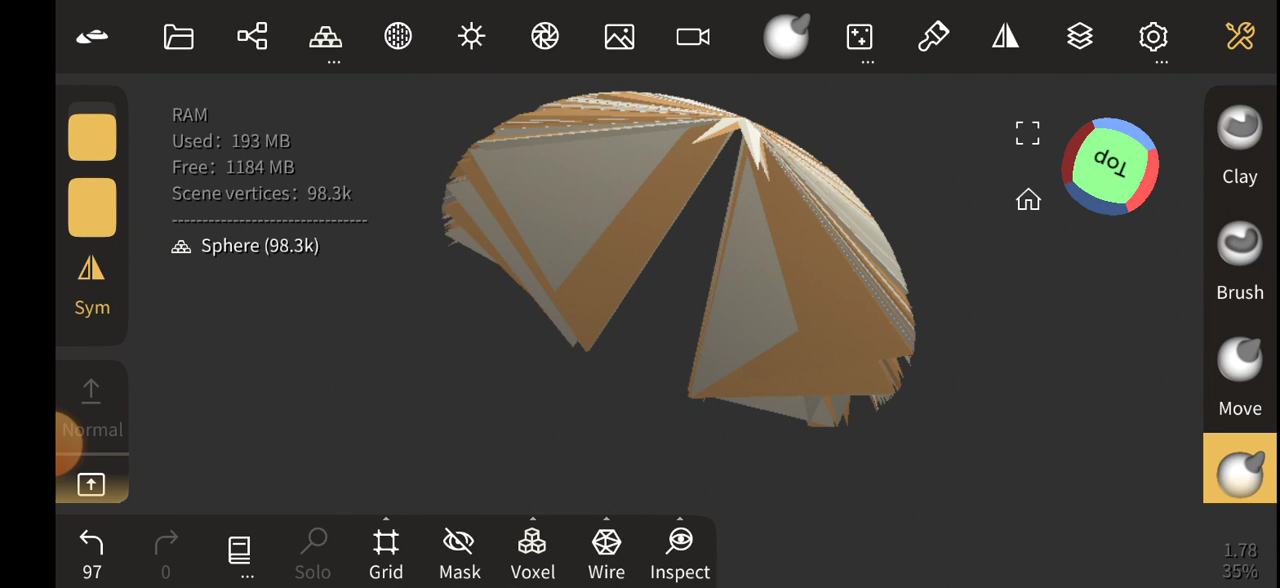 RAM
Used: 193 MB
Free: 1184 MB
Scene vertices: 98.3k
-------------------------------
Sphere (98.3k)
Top
Sym
Normal
Clay
Brush
Move
97
0
...
Solo
Grid
Mask
Voxel
Wire
Inspect
1.78
35%